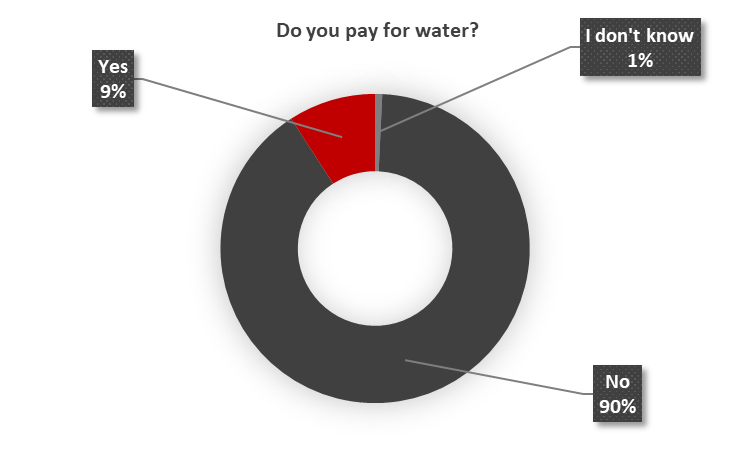 Do you pay for water?
I don't know
1%
Yes
9%
No
90%